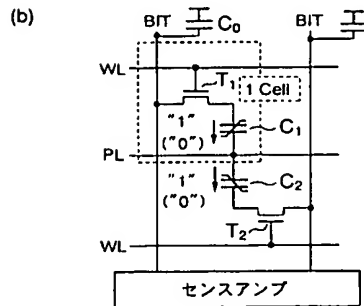 (b)
BIT C₀ BIT
WL T₁
1 Cell
"1"
("0") C₁
PL
"1"
("0") C₂
T₂
WL
センスアンプ